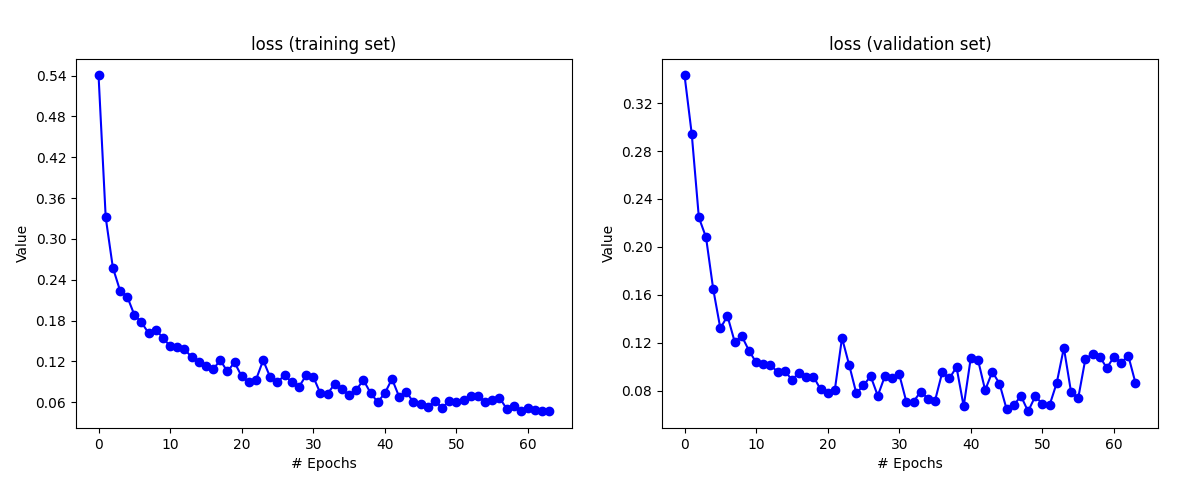 loss (training set)
0.54
0.48
0.42
0.36
0.30
0.24
0.18
0.12
0.06
Value
0 10 20 30 40 50 60
# Epochs
loss (validation set)
0.32
0.28
0.24
0.20
0.16
0.12
0.08
Value
0 10 20 30 40 50 60
# Epochs